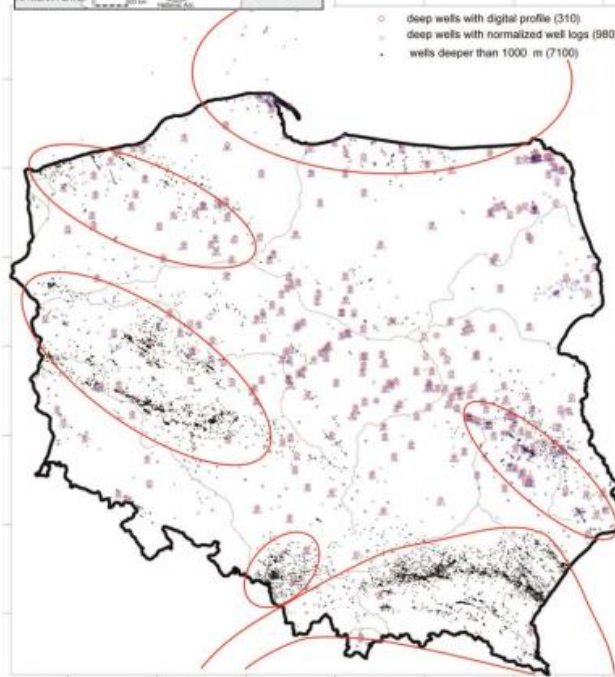 deep wells with digital profile (310)
deep wells with normalized well logs (980)
wells deeper than 1000 m (7100)